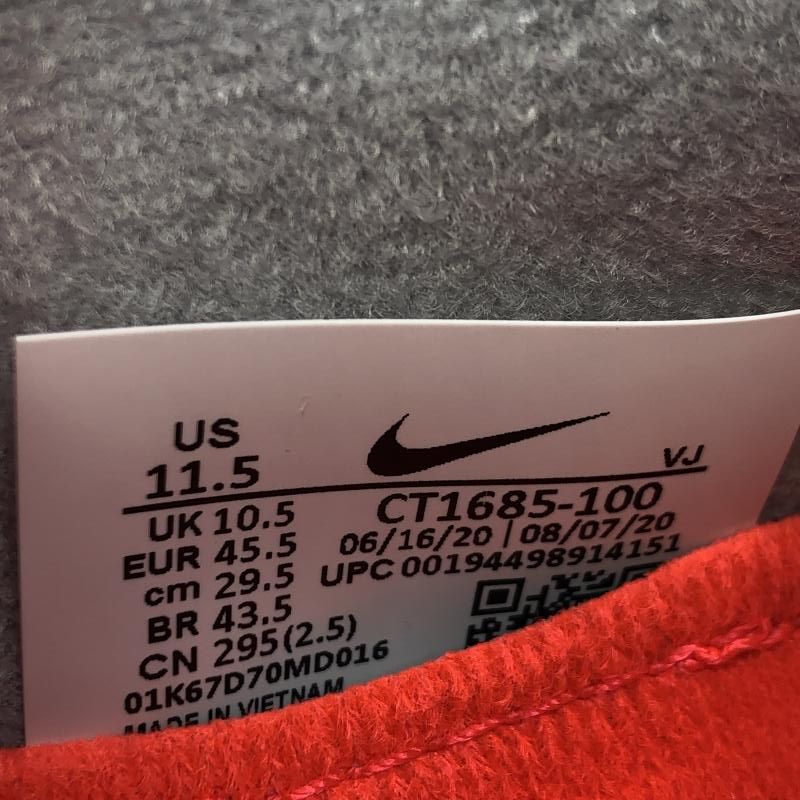 US
11.5
VJ
UK 10.5
CT1685-100
EUR 45.5
06/16/20 | 08/07/20
cm 29.5
UPC 00194498914151
BR 43.5
CN 295(2.5)
01K67D70MD016
MADE IN VIETNAM